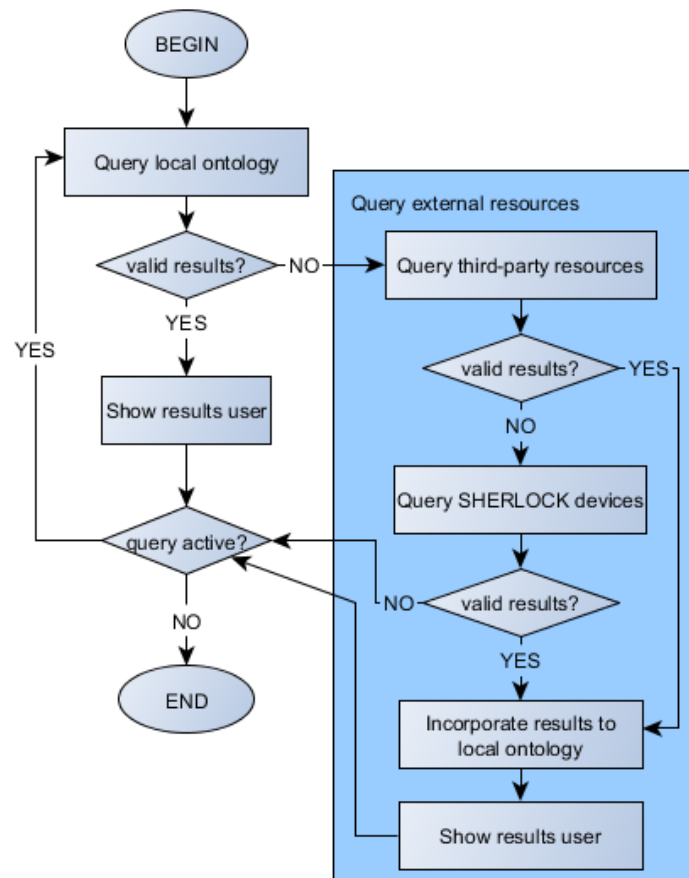 BEGIN
Query local ontology
valid results?
NO
YES
Show results user
YES
query active?
NO
END
Query external resources
Query third-party resources
valid results?
YES
NO
Query SHERLOCK devices
valid results?
NO
YES
Incorporate results to
local ontology
Show results user